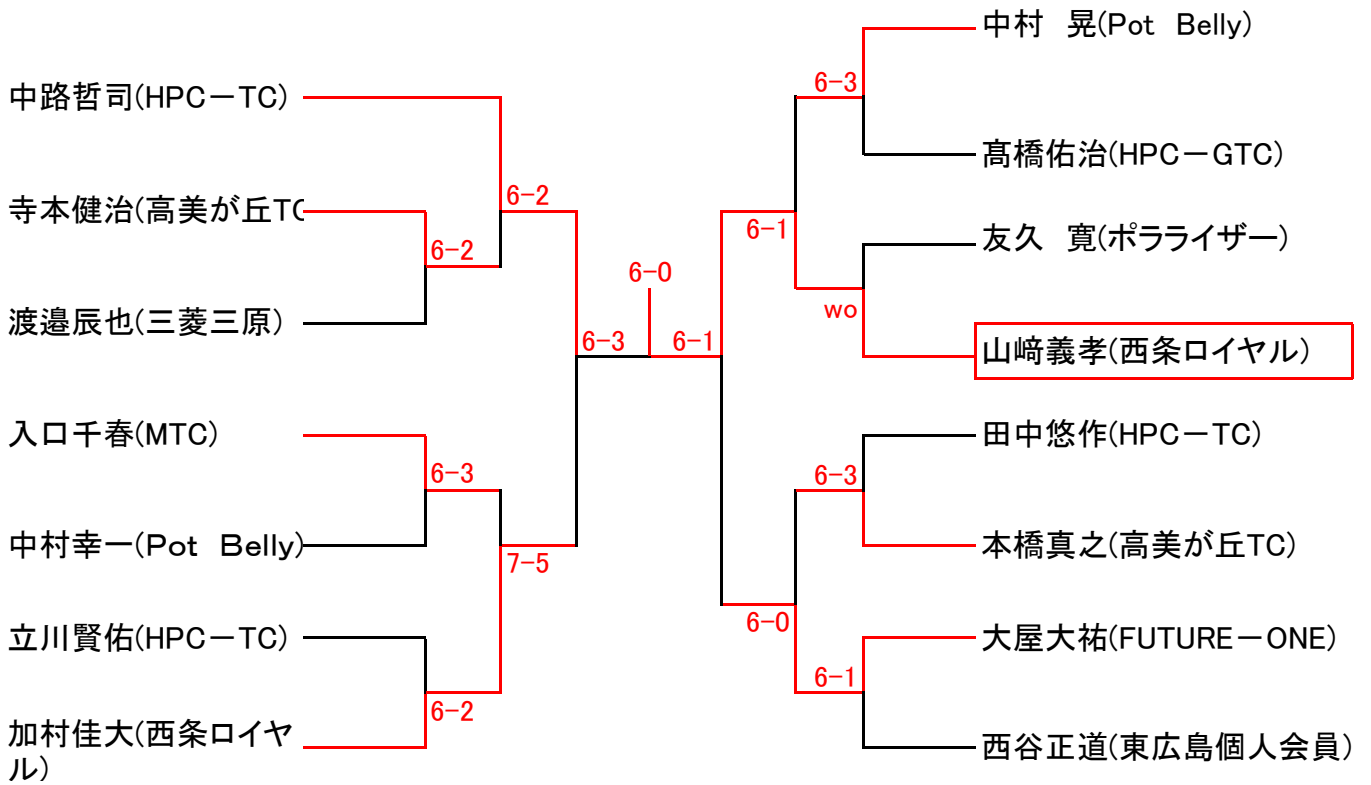 中路哲司(HPC－TC)
寺本健治(高美が丘TC
渡邉辰也(三菱三原)
入口千春(MTC)
中村幸一(Pot　Belly)
立川賢佑(HPC－TC)
加村佳大(西条ロイヤ
ル)
6-2
6-2
6-3
6-2
7-5
6-3
6-0
6-1
6-1
6-0
6-3
wo
6-3
6-1
中村　晃(Pot　Belly)
髙橋佑治(HPC－GTC)
友久　寛(ポラライザー)
山﨑義孝(西条ロイヤル)
田中悠作(HPC－TC)
本橋真之(高美が丘TC)
大屋大祐(FUTURE－ONE)
西谷正道(東広島個人会員)